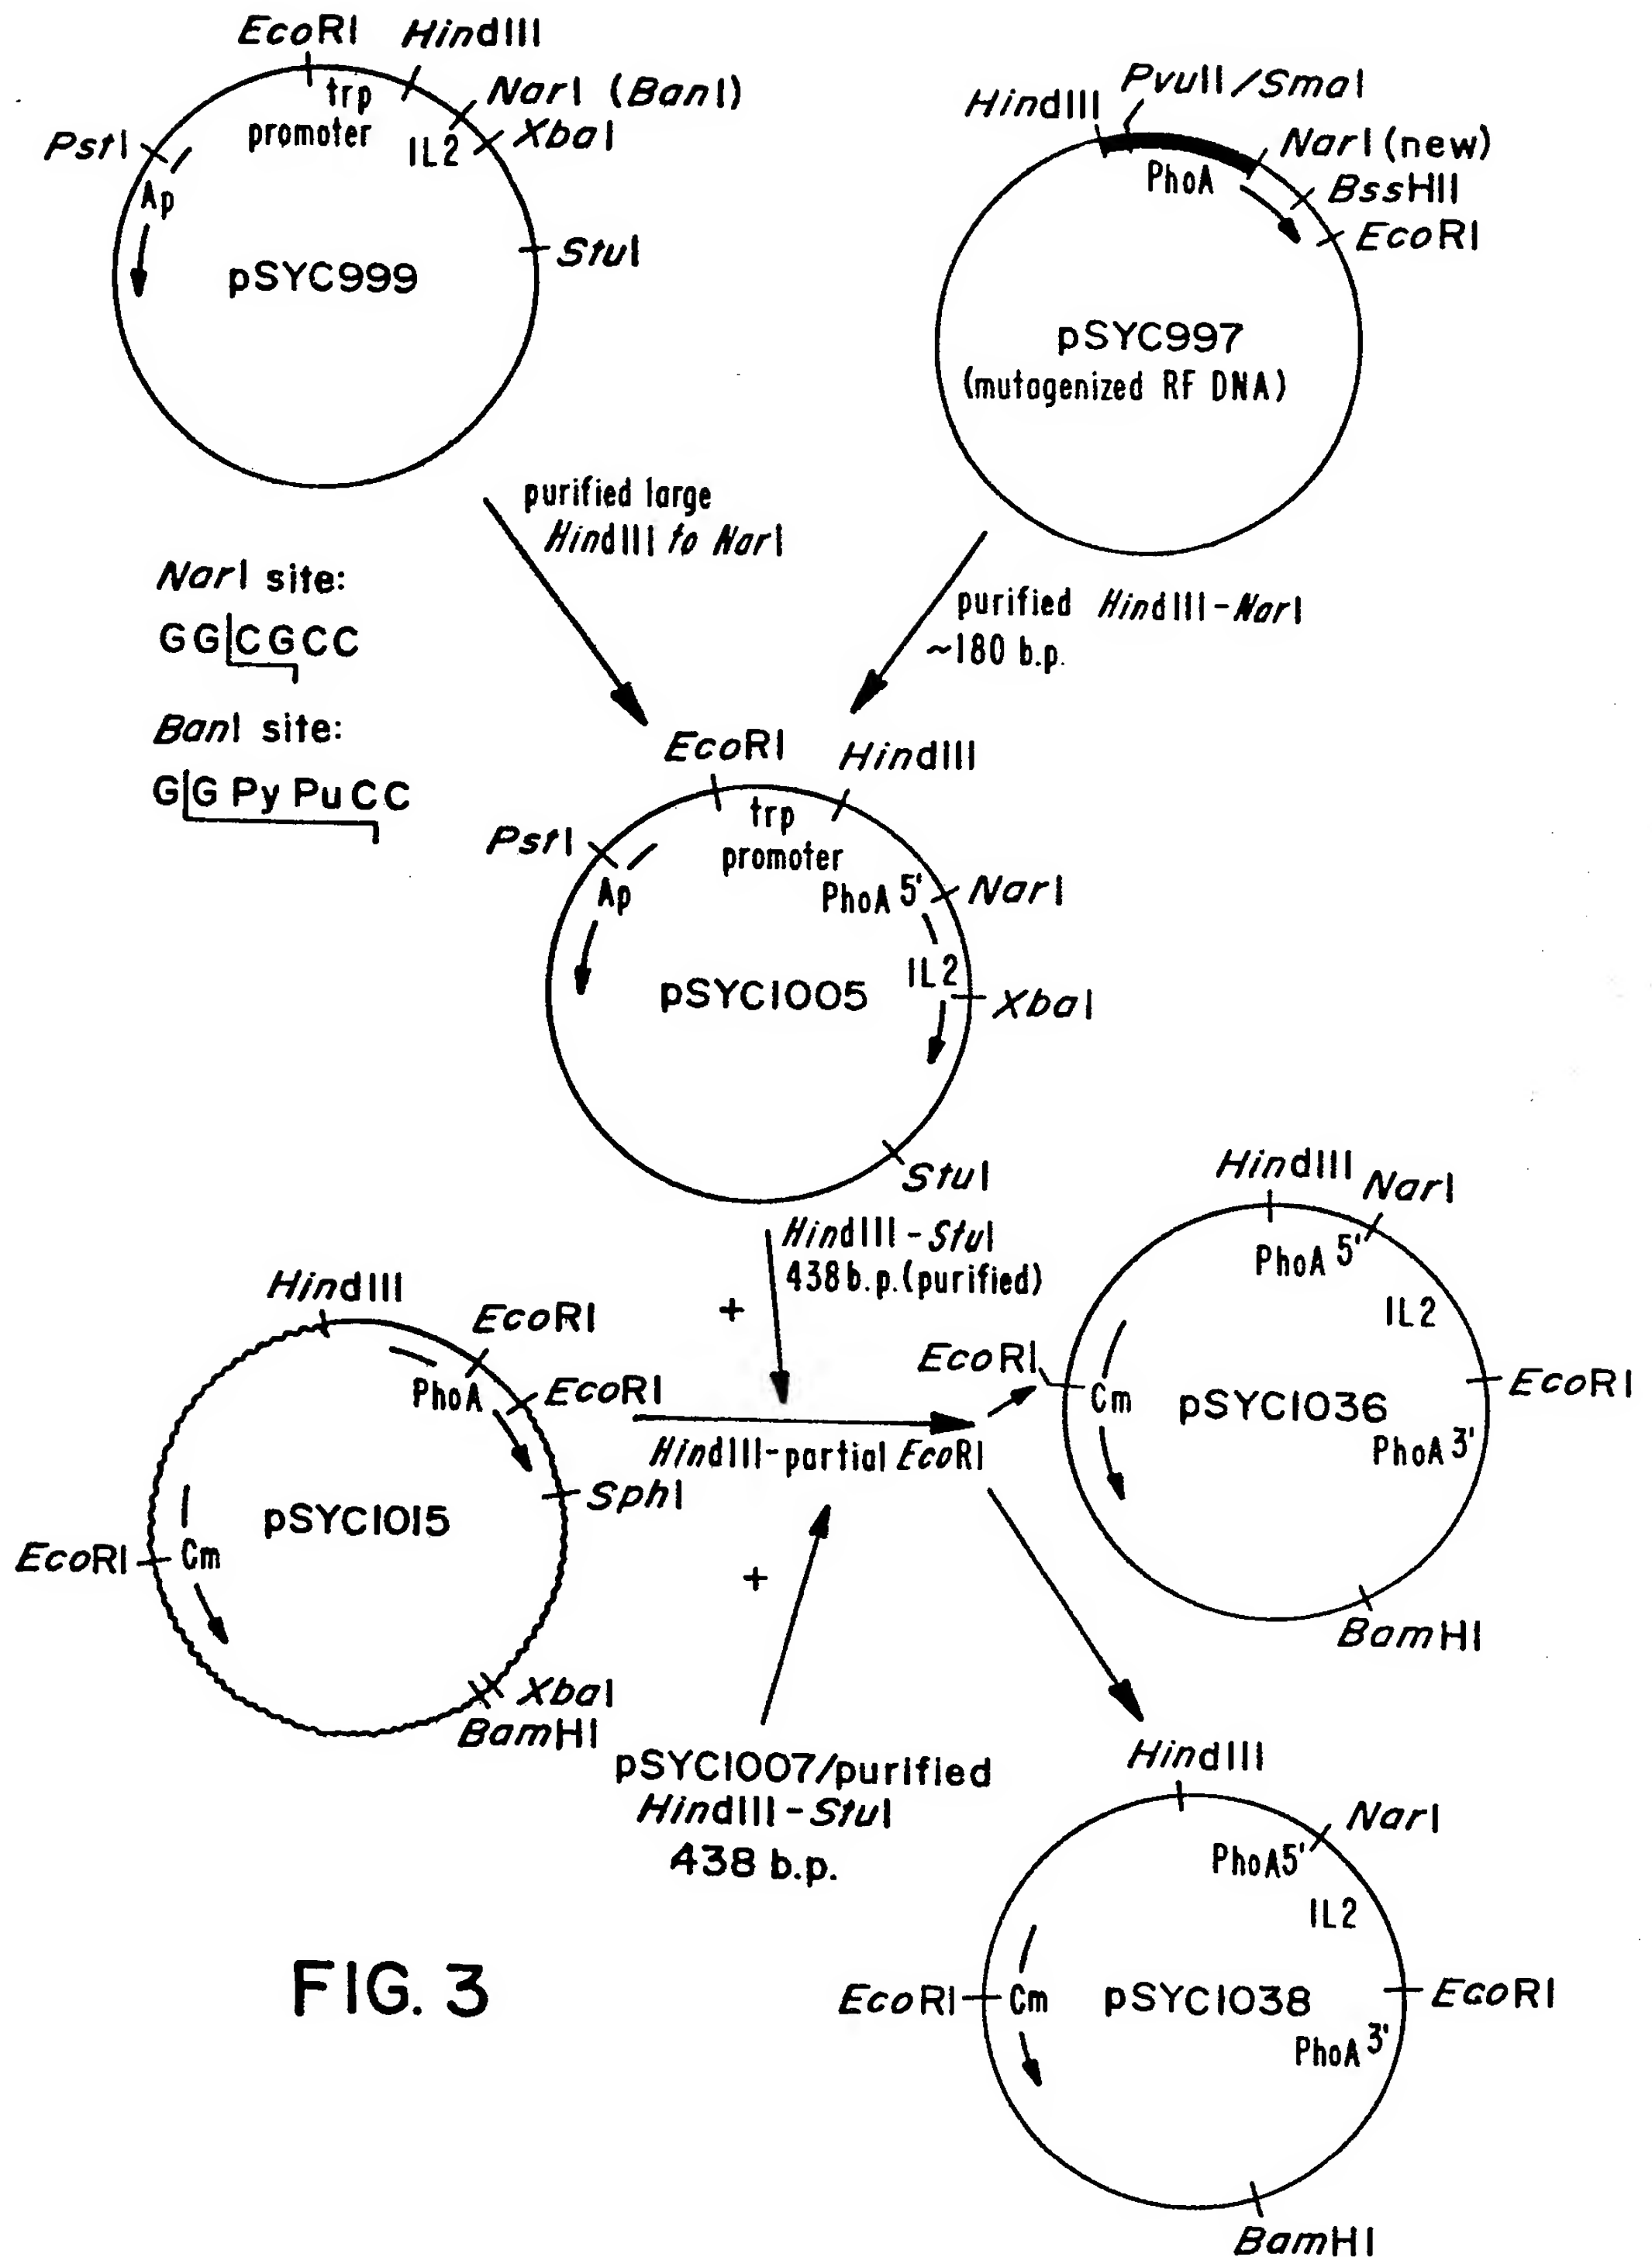 EcoRI HindIII
trp promoter
NarI (BanI)
IL2
XbaI
PstI
Ap
StuI
pSYC999
PvuII/SmaI
HindIII
NarI (new)
PhoA
BssHII
EcoRI
pSYC997
(mutagenized RF DNA)
purified large
HindIII to NarI
purified HindIII-NarI
~180 b.p.
NarI site:
GGCGCC
BanI site:
GG Py Pu CC
EcoRI HindIII
trp
promoter
PstI
Ap
PhoA 5'
NarI
IL2
XbaI
pSYC1005
StuI
HindIII-StuI
438 b.p. (purified)
+
HindIII
EcoRI
EcoRI
PhoA
SphI
pSYC1015
EcoRI
Cm
XbaI
BamHI
HindIII-partial EcoRI
+
pSYC1007/purified
HindIII-StuI
438 b.p.
HindIII
NarI
PhoA 5'
IL2
EcoRI
Cm
pSYC1036
EcoRI
PhoA 3'
BamHI
HindIII
NarI
PhoA 5'
IL2
EcoRI
Cm
pSYC1038
EcoRI
PhoA 3'
BamHI
FIG. 3